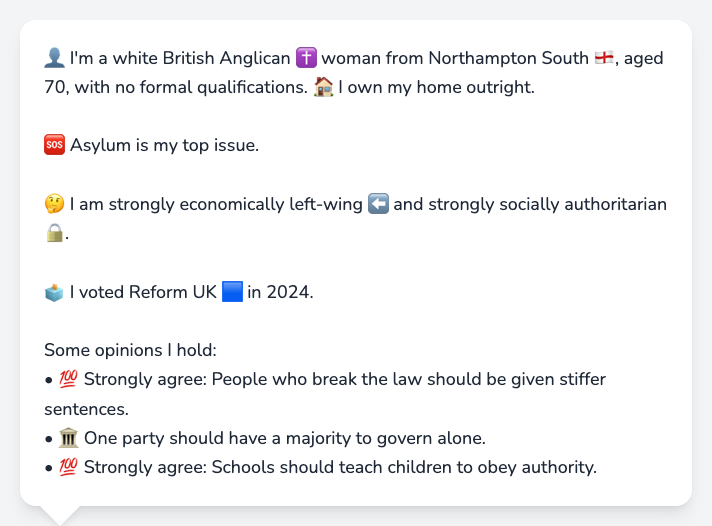 👤 I'm a white British Anglican ✝️ woman from Northampton South 🏴󠁧󠁢󠁥󠁮󠁧󠁿, aged
70, with no formal qualifications. 🏠 I own my home outright.
🆘 Asylum is my top issue.
🤔 I am strongly economically left-wing ⬅️ and strongly socially authoritarian
🔒.
🗳️ I voted Reform UK 🟦 in 2024.
Some opinions I hold:
• 💯 Strongly agree: People who break the law should be given stiffer
sentences.
• 🏛️ One party should have a majority to govern alone.
• 💯 Strongly agree: Schools should teach children to obey authority.